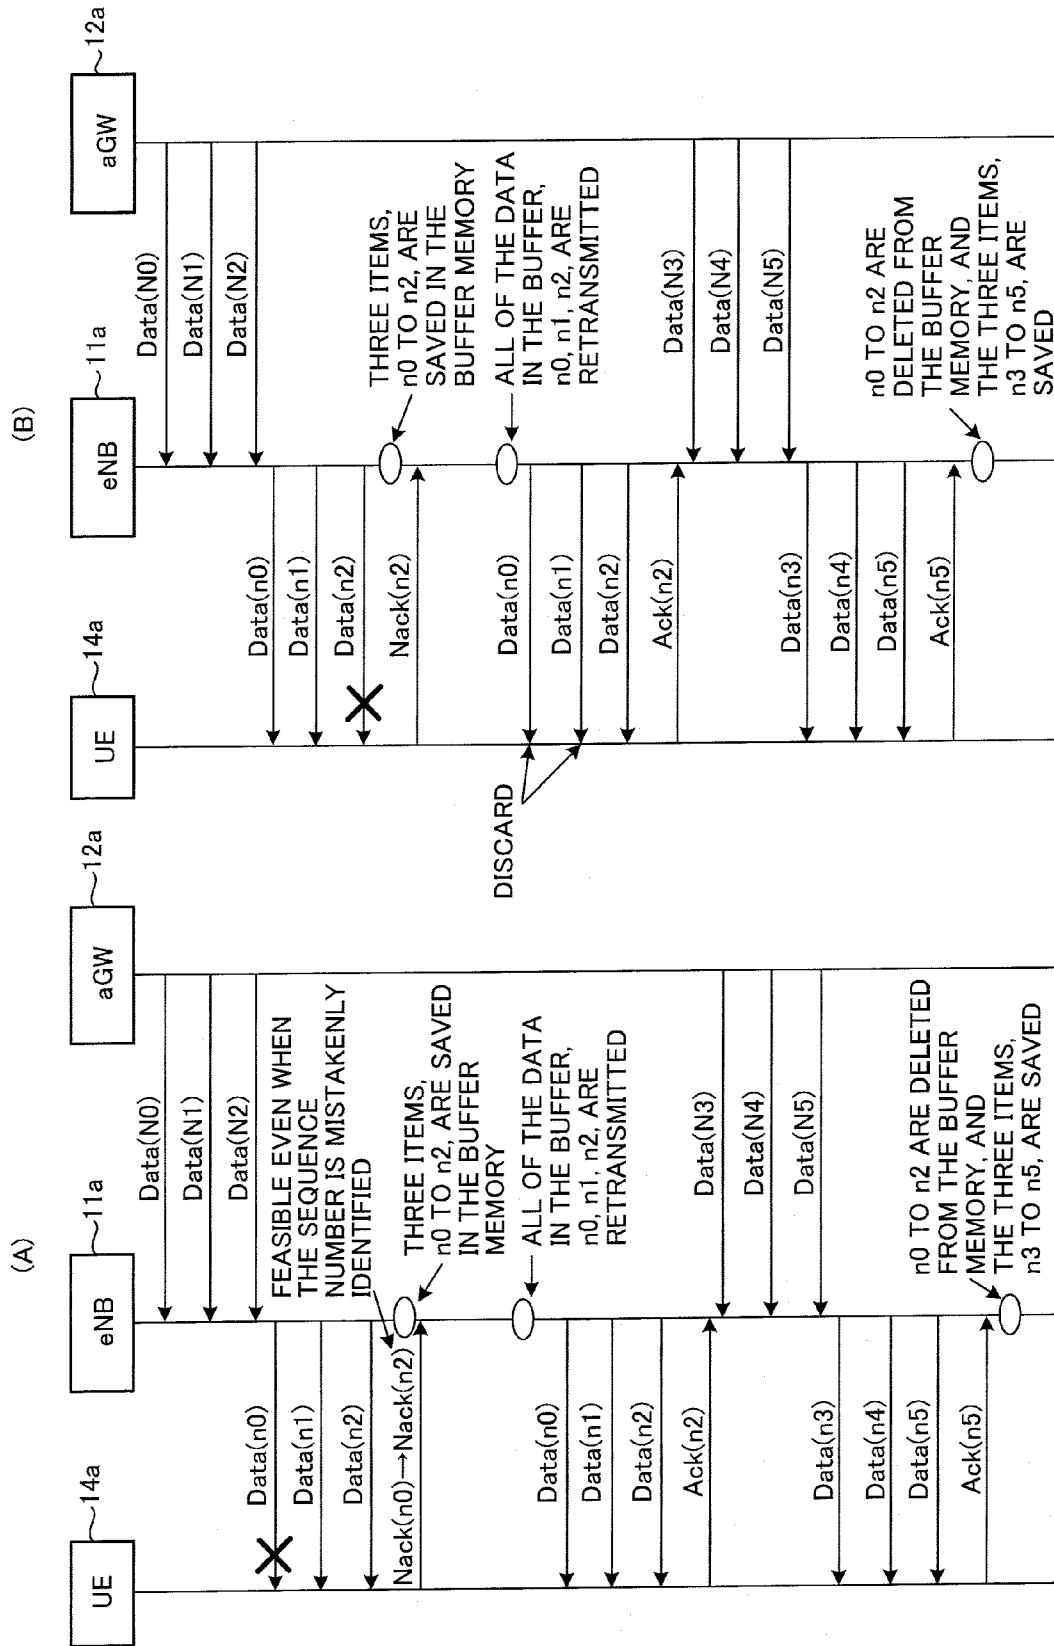 (A)
14a
UE
11a
eNB
12a
aGW
Data(N0)
Data(N1)
Data(N2)
FEASIBLE EVEN WHEN
THE SEQUENCE
NUMBER IS MISTAKENLY
IDENTIFIED
Data(n0)
Data(n1)
Data(n2)
Nack(n0)→Nack(n2)
THREE ITEMS,
n0 TO n2, ARE SAVED
IN THE BUFFER
MEMORY
ALL OF THE DATA
IN THE BUFFER,
n0, n1, n2, ARE
RETRANSMITTED
Data(n0)
Data(n1)
Data(n2)
Ack(n2)
Data(N3)
Data(N4)
Data(N5)
Data(n3)
Data(n4)
Data(n5)
Ack(n5)
n0 TO n2 ARE DELETED
FROM THE BUFFER
MEMORY, AND
THE THREE ITEMS,
n3 TO n5, ARE SAVED
(B)
14a
UE
11a
eNB
12a
aGW
Data(N0)
Data(N1)
Data(N2)
Data(n0)
Data(n1)
Data(n2)
Nack(n2)
THREE ITEMS,
n0 TO n2, ARE
SAVED IN THE
BUFFER MEMORY
ALL OF THE DATA
IN THE BUFFER,
n0, n1, n2, ARE
RETRANSMITTED
DISCARD
Data(n0)
Data(n1)
Data(n2)
Ack(n2)
Data(N3)
Data(N4)
Data(N5)
Data(n3)
Data(n4)
Data(n5)
Ack(n5)
n0 TO n2 ARE
DELETED FROM
THE BUFFER
MEMORY, AND
THE THREE ITEMS,
n3 TO n5, ARE
SAVED